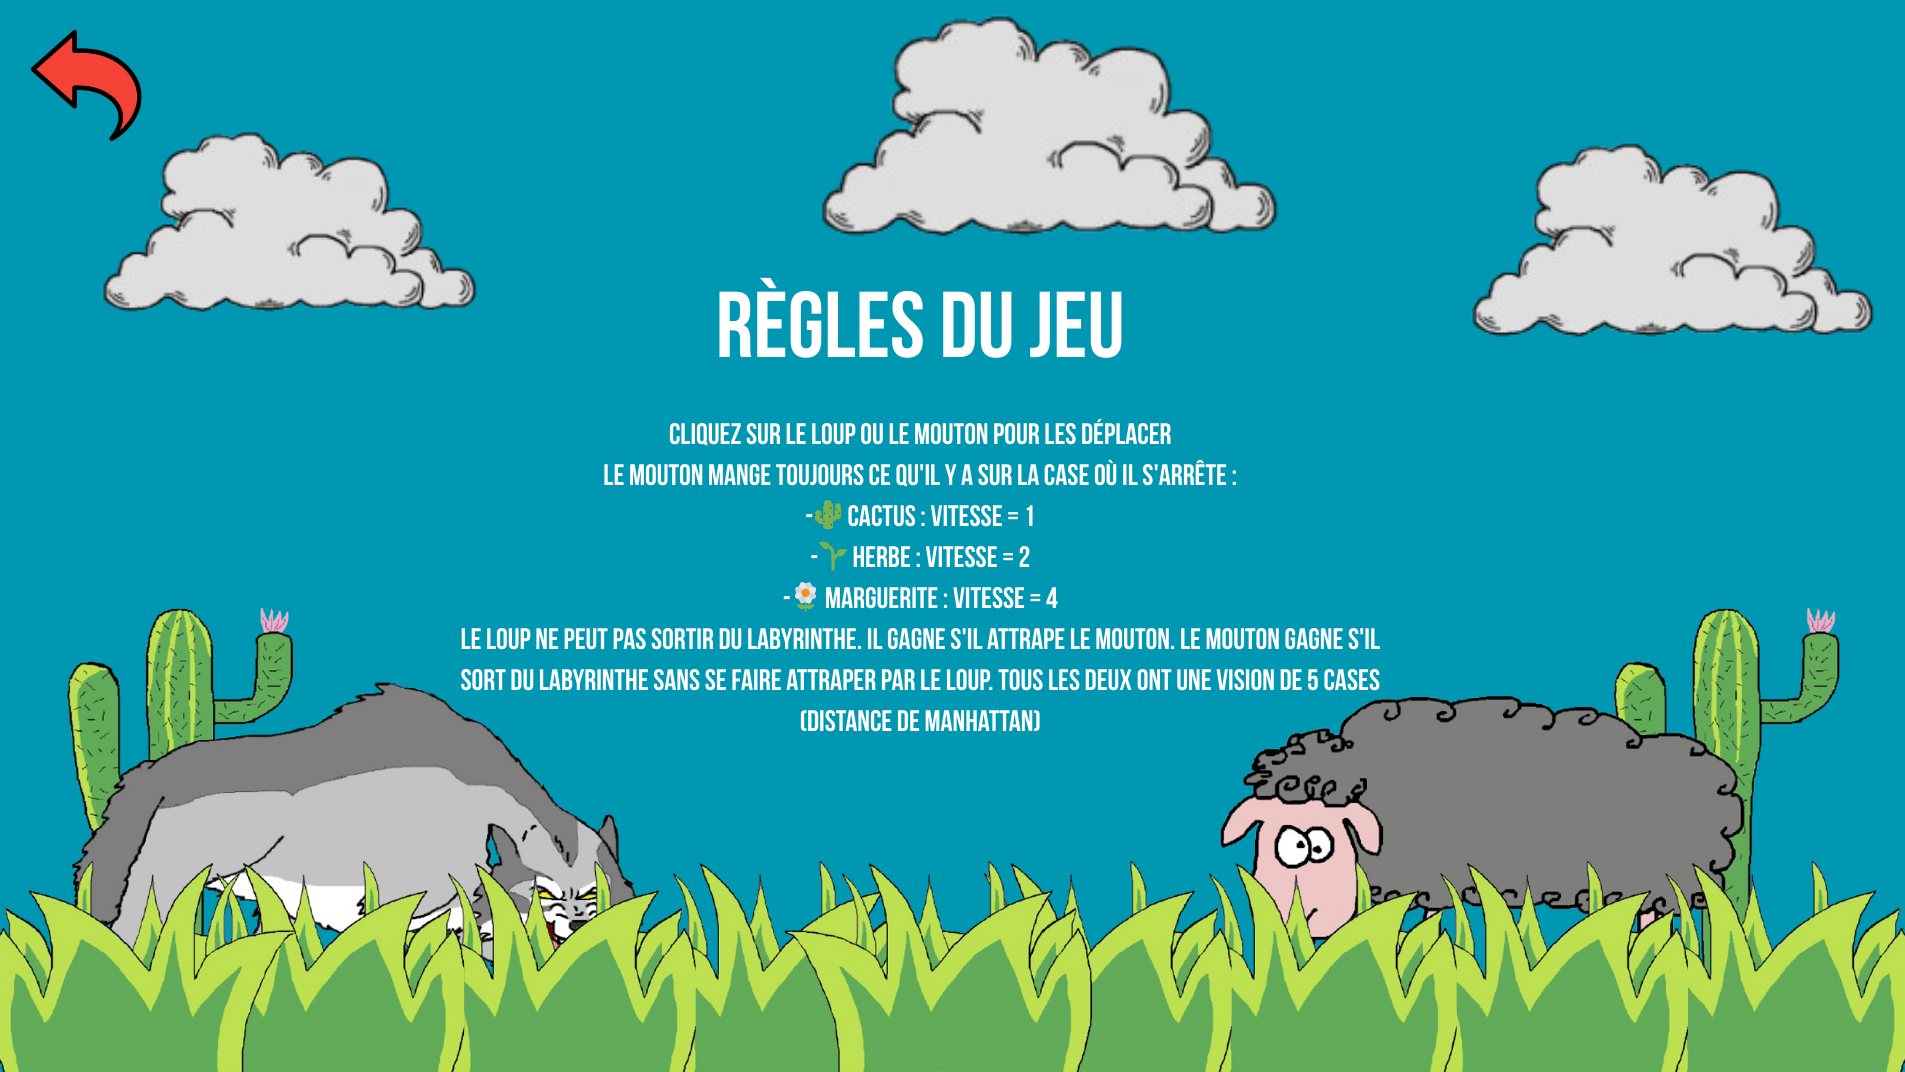 RÈGLES DU JEU
CLIQUEZ SUR LE LOUP OU LE MOUTON POUR LES DÉPLACER
LE MOUTON MANGE TOUJOURS CE QU'IL Y A SUR LA CASE OÙ IL S'ARRÊTE :
-🌵 CACTUS : VITESSE = 1
-🌱 HERBE : VITESSE = 2
-🌼 MARGUERITE : VITESSE = 4
LE LOUP NE PEUT PAS SORTIR DU LABYRINTHE. IL GAGNE S'IL ATTRAPE LE MOUTON. LE MOUTON GAGNE S'IL
SORT DU LABYRINTHE SANS SE FAIRE ATTRAPER PAR LE LOUP. TOUS LES DEUX ONT UNE VISION DE 5 CASES
(DISTANCE DE MANHATTAN)